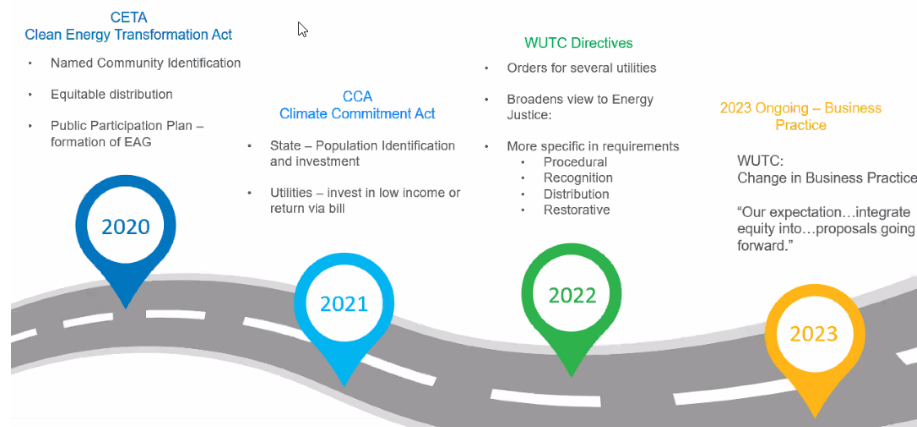 CETA
Clean Energy Transformation Act
• Named Community Identification
• Equitable distribution
• Public Participation Plan –
formation of EAG
2020
CCA
Climate Commitment Act
• State – Population Identification
and investment
• Utilities – invest in low income or
return via bill
2021
WUTC Directives
• Orders for several utilities
• Broadens view to Energy
Justice:
• More specific in requirements
• Procedural
• Recognition
• Distribution
• Restorative
2022
2023 Ongoing – Business
Practice
WUTC:
Change in Business Practice
“Our expectation…integrate
equity into…proposals going
forward.”
2023